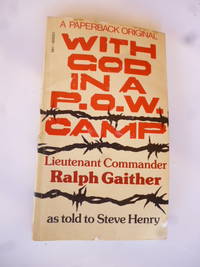 A PAPERBACK ORIGINAL
WITH
GOD
IN A
P.O.W.
CAMP
Lieutenant Commander
Ralph Gaither
as told to Steve Henry